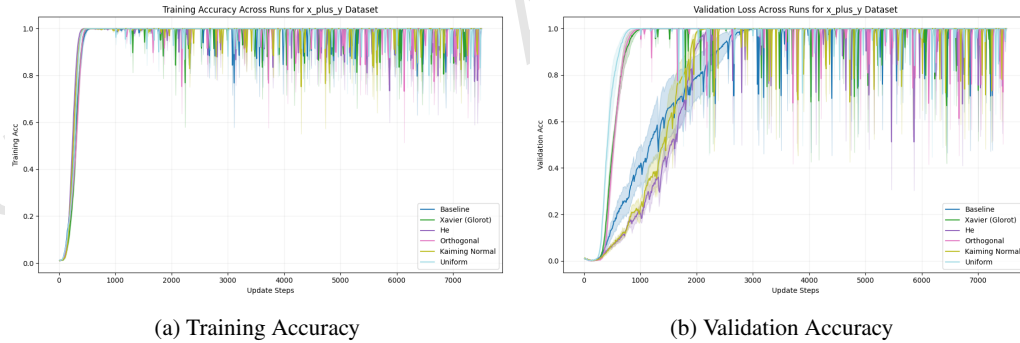 Training Accuracy Across Runs for x_plus_y Dataset
Training Acc
1.0
0.8
0.6
0.4
0.2
0.0
0
1000
2000
3000
4000
5000
6000
7000
Update Steps
Baseline
Xavier (Glorot)
He
Orthogonal
Kaiming Normal
Uniform
(a) Training Accuracy
Validation Loss Across Runs for x_plus_y Dataset
Validation Acc
1.0
0.8
0.6
0.4
0.2
0.0
0
1000
2000
3000
4000
5000
6000
7000
Update Steps
Baseline
Xavier (Glorot)
He
Orthogonal
Kaiming Normal
Uniform
(b) Validation Accuracy